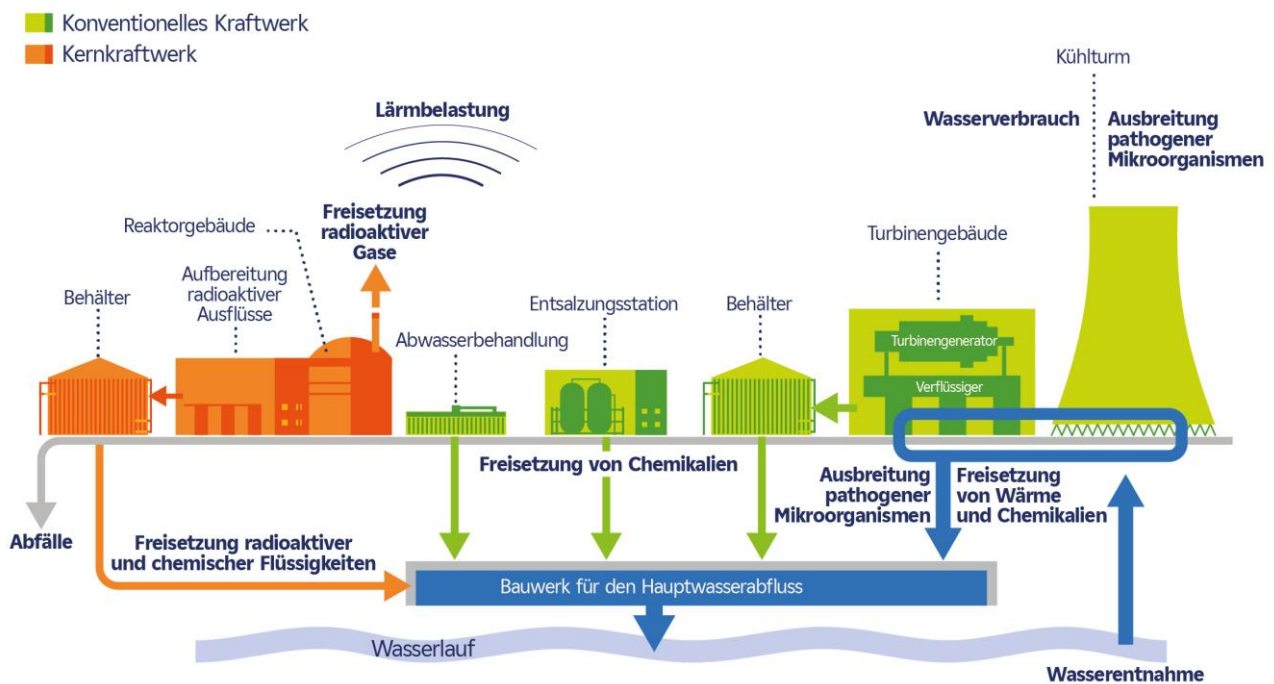 Konventionelles Kraftwerk
Kernkraftwerk
Kühlturm
Lärmbelastung
Wasserverbrauch
Ausbreitung
pathogener
Mikroorganismen
Reaktorgebäude
Freisetzung
radioaktiver
Gase
Turbinengebäude
Behälter
Aufbereitung
radioaktiver
Ausflüsse
Abwasserbehandlung
Entsalzungsstation
Behälter
Turbinengenerator
Verflüssiger
Freisetzung von Chemikalien
Ausbreitung
pathogener
Mikroorganismen
Freisetzung
von Wärme
und Chemikalien
Abfälle
Freisetzung radioaktiver
und chemischer Flüssigkeiten
Bauwerk für den Hauptwasserabfluss
Wasserlauf
Wasserentnahme